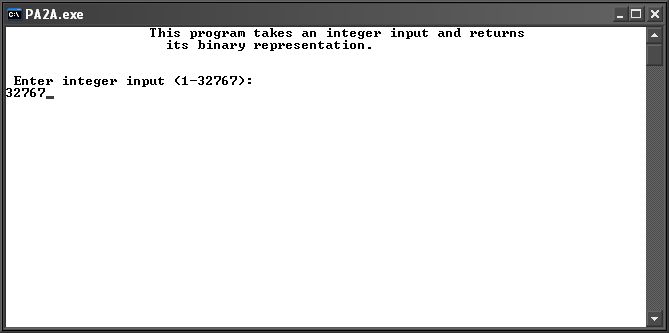 PA2A.exe
This program takes an integer input and returns
its binary representation.
Enter integer input (1-32767):
32767_